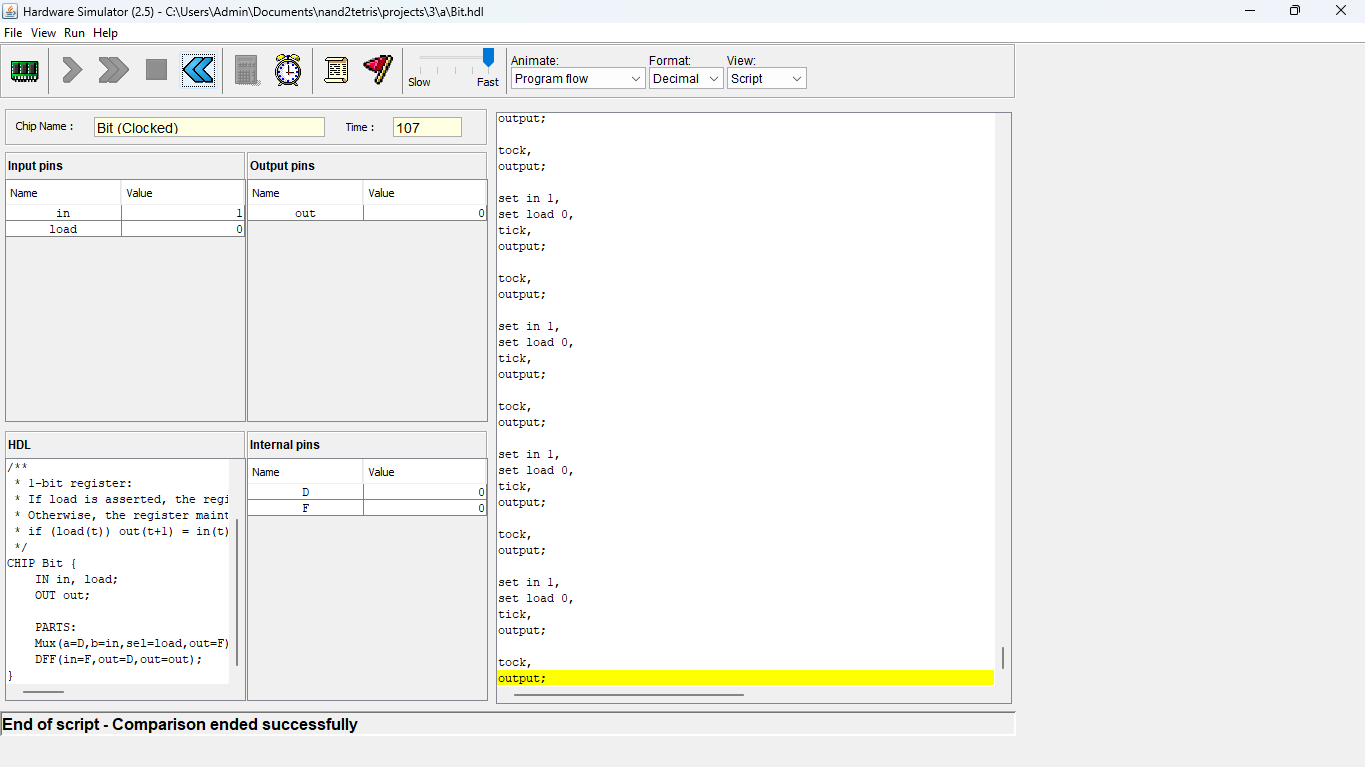 Hardware Simulator (2.5) - C:\Users\Admin\Documents\nand2tetris\projects\3\a\Bit.hdl
File View Run Help
Slow Fast
Animate:
Program flow
Format:
Decimal
View:
Script
Chip Name :
Bit (Clocked)
Time :
107
Input pins
Name Value
in 1
load 0
Output pins
Name Value
out 0
HDL
/**
* 1-bit register:
* If load is asserted, the regi
* Otherwise, the register maint
* if (load(t)) out(t+1) = in(t)
*/
CHIP Bit {
IN in, load;
OUT out;
PARTS:
Mux(a=D,b=in,sel=load,out=F)
DFF(in=F,out=D,out=out);
}
Internal pins
Name Value
D 0
F 0
output;
tock,
output;
set in 1,
set load 0,
tick,
output;
tock,
output;
set in 1,
set load 0,
tick,
output;
tock,
output;
set in 1,
set load 0,
tick,
output;
tock,
output;
set in 1,
set load 0,
tick,
output;
tock,
output;
End of script - Comparison ended successfully